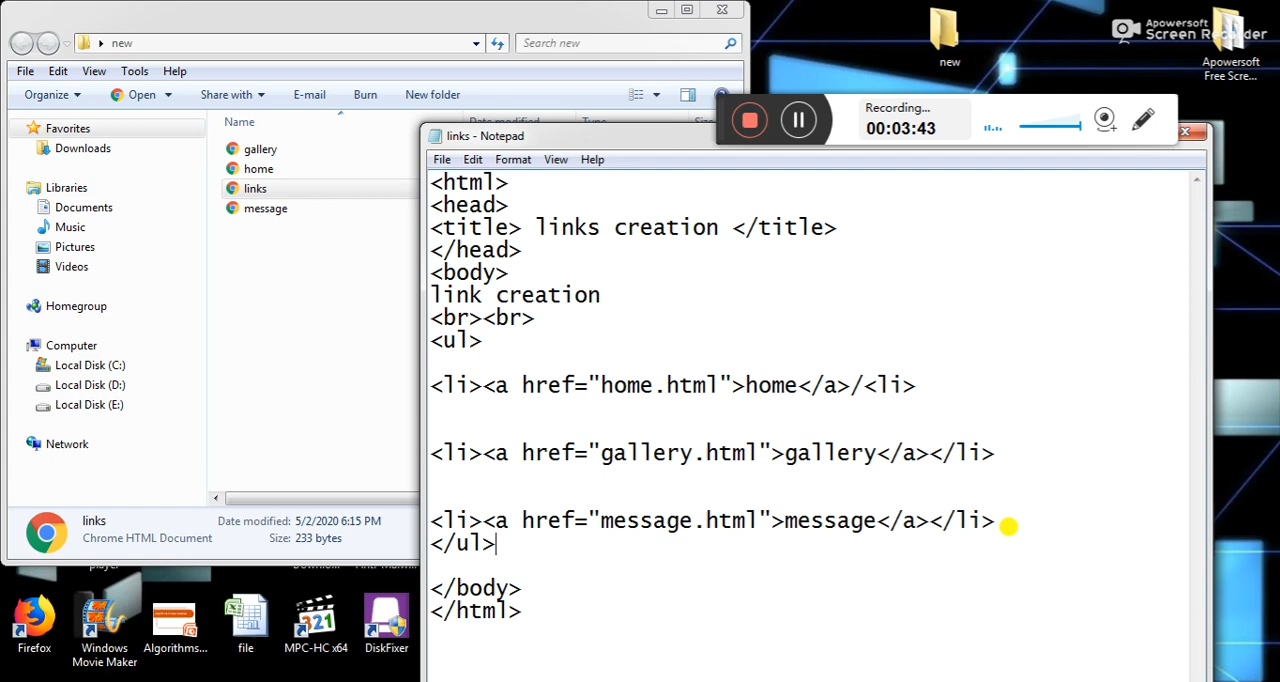 Apowersoft
Screen Recorder
new
Search new
File Edit View Tools Help
Organize Open Share with E-mail Burn New folder
Name Date modified Type
Favorites
Downloads
Libraries
Documents
Music
Pictures
Videos
Homegroup
Computer
Local Disk (C:)
Local Disk (D:)
Local Disk (E:)
Network
gallery
home
links
message
links
Chrome HTML Document
Date modified: 5/2/2020 6:15 PM
Size: 233 bytes
new
Apowersoft
Free Scre...
Recording...
00:03:43
links - Notepad
File Edit Format View Help
<html>
<head>
<title> links creation </title>
</head>
<body>
link creation
<br><br>
<ul>
<li><a href="home.html">home</a>/<li>
<li><a href="gallery.html">gallery</a></li>
<li><a href="message.html">message</a></li>
</ul>
</body>
</html>
player
Firefox
Windows
Movie Maker
Algorithms...
file
MPC-HC x64
DiskFixer